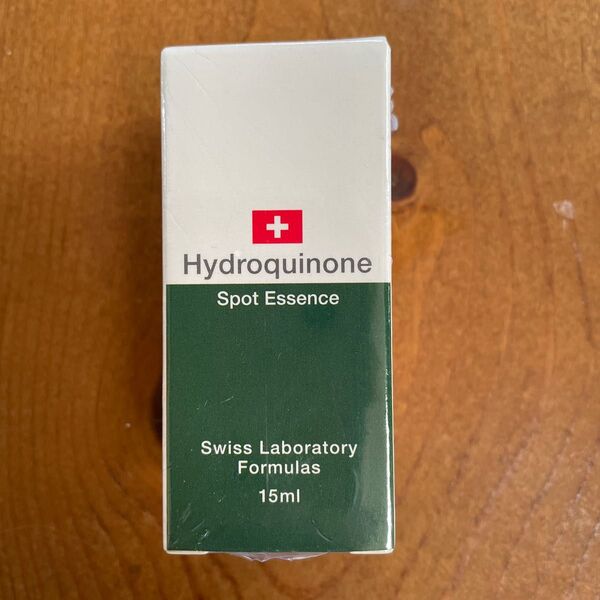 Hydroquinone
Spot Essence
Swiss Laboratory
Formulas
15ml